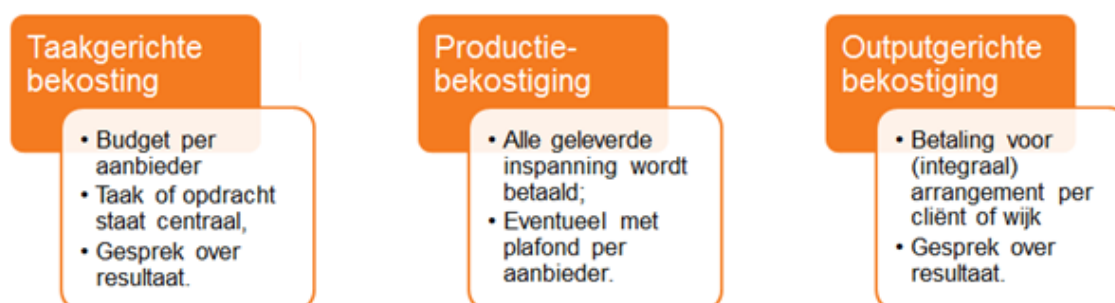 Taakgerichte
bekosting
• Budget per
aanbieder
• Taak of opdracht
staat centraal,
• Gesprek over
resultaat.
Productie-
bekostiging
• Alle geleverde
inspanning wordt
betaald;
• Eventueel met
plafond per
aanbieder.
Outputgerichte
bekostiging
• Betaling voor
(integraal)
arrangement per
cliënt of wijk
• Gesprek over
resultaat.